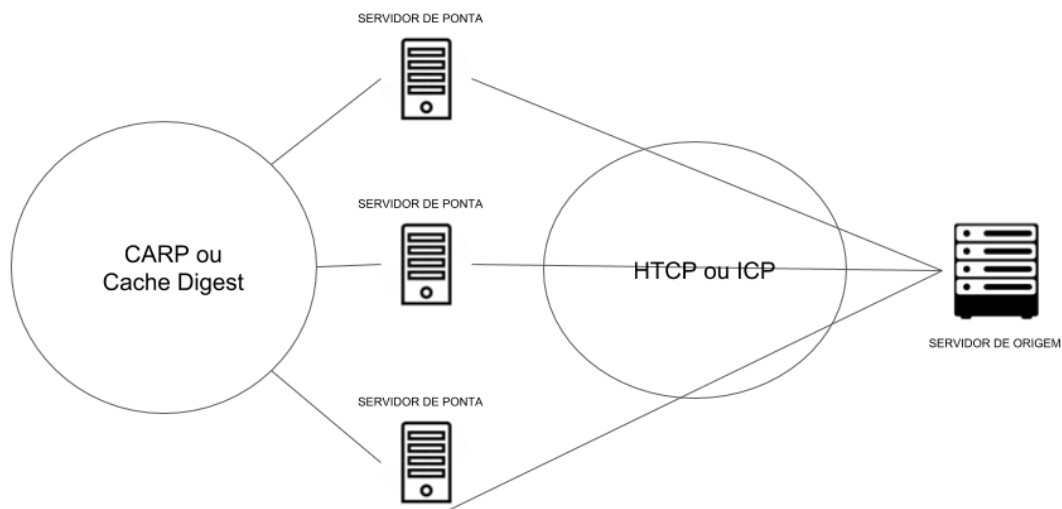 SERVIDOR DE PONTA
SERVIDOR DE PONTA
CARP ou
Cache Digest
HTCP ou ICP
SERVIDOR DE ORIGEM
SERVIDOR DE PONTA